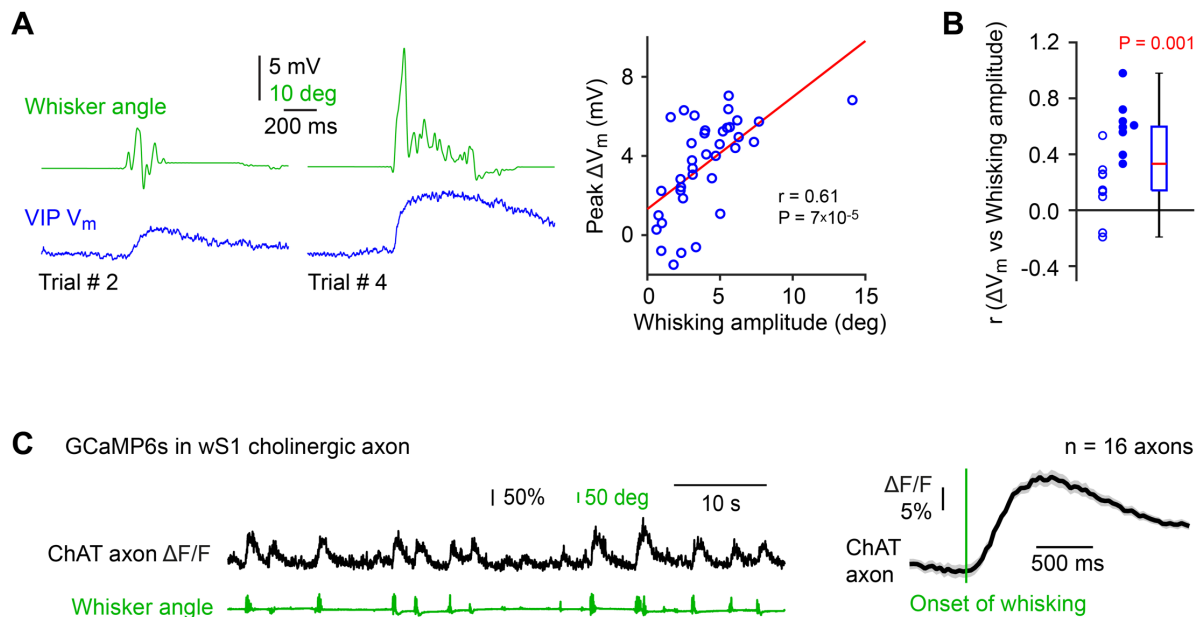 A
5 mV
10 deg
200 ms
Whisker angle
VIP Vm
Trial # 2
Trial # 4
Peak ΔVm (mV)
8
4
0
r = 0.61
P = 7×10-5
0
5
10
15
Whisking amplitude (deg)
B
P = 0.001
r (ΔVm vs Whisking amplitude)
1.2
0.8
0.4
0.0
-0.4
C
GCaMP6s in wS1 cholinergic axon
50%
50 deg
10 s
ChAT axon ΔF/F
Whisker angle
n = 16 axons
ΔF/F
5%
ChAT
axon
500 ms
Onset of whisking